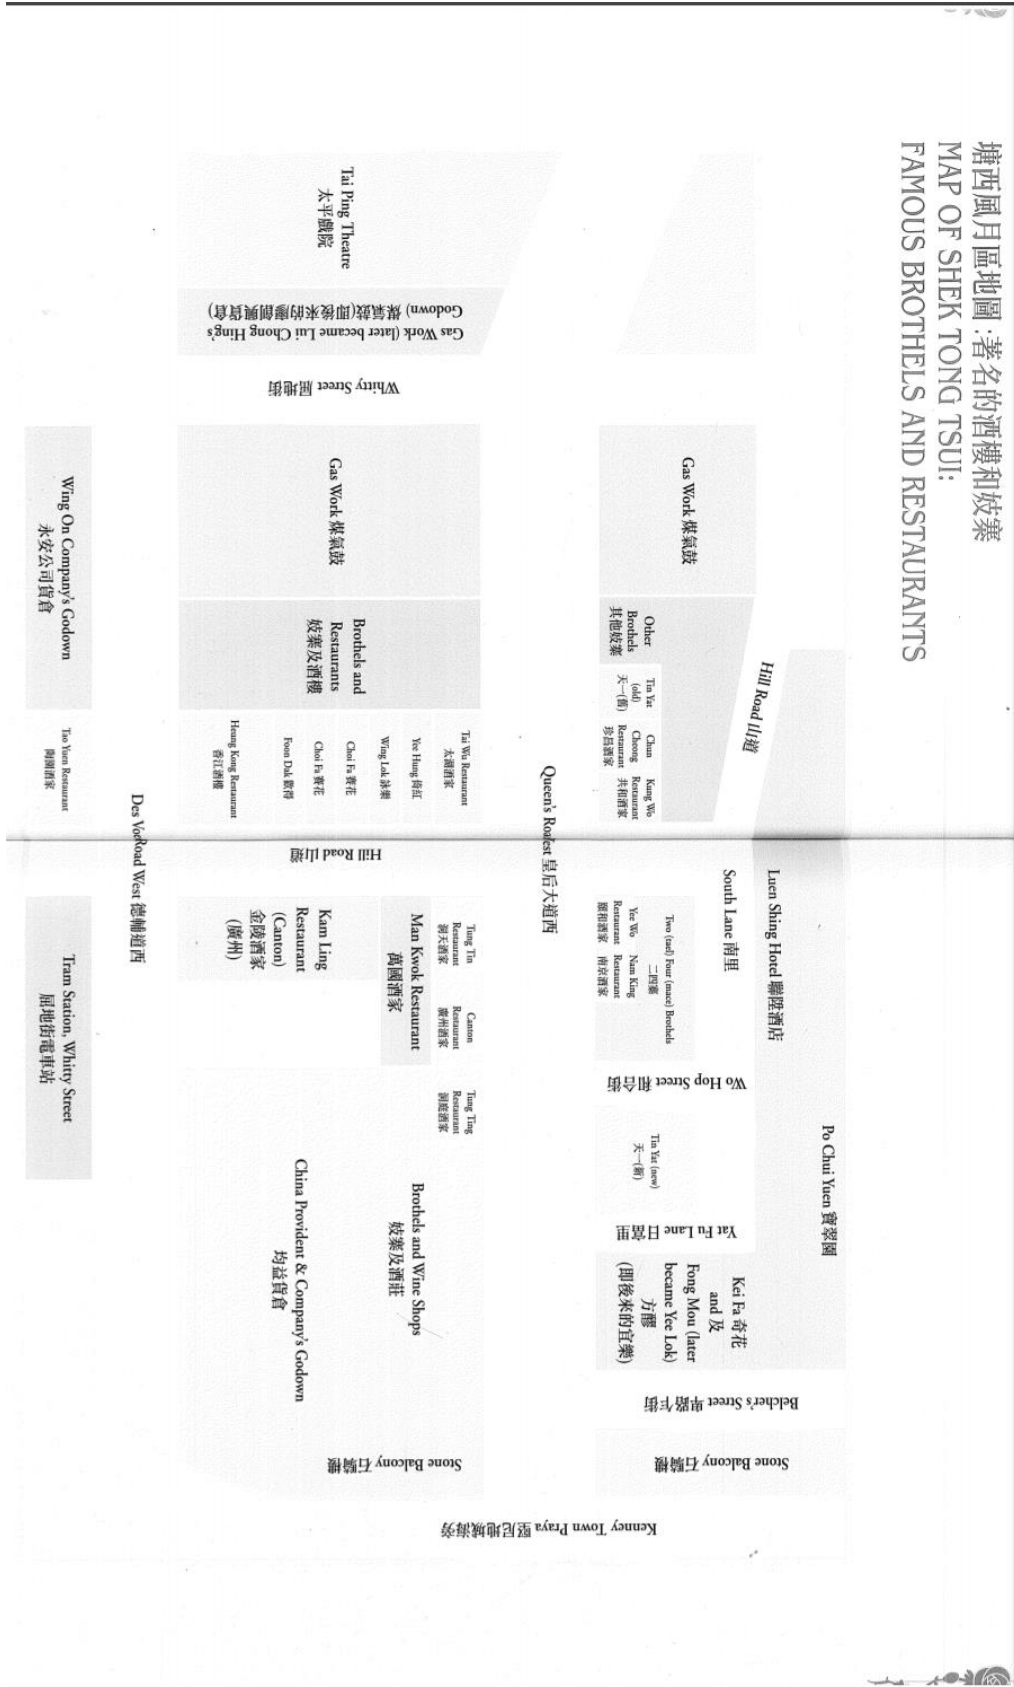 塘西風月區地圖:著名的酒樓和妓寨
MAP OF SHEK TONG TSUI:
FAMOUS BROTHELS AND RESTAURANTS
Po Chui Yuen 寶翠園
Hill Road 山道
Luen Shing Hotel 聯陞酒店
South Lane 南里
Gas Work 煤氣鼓
Other
Brothels
其他妓寨
Tin Yat
(old)
天一(舊)
Chun
Cheong
Restaurant
珍昌酒家
Kung Wo
Restaurant
共和酒家
Two (tael) Four (mace) Brothels
二四寨
Yee Wo
Restaurant
頤和酒家
Nam King
Restaurant
南京酒家
Wo Hop Street 和合街
Tin Yat (new)
天一(新)
Yat Fu Lane 日富里
Kei Fa 奇花
and 及
Fong Mou (later
became Yee Lok)
方醪
(即後來的宜樂)
Belcher's Street 卑路乍街
Stone Balcony 石騎樓
Queen's Road
est 皇后大道西
Kenney Town Praya 堅尼地城海旁
Tai Ping Theatre
太平戲院
Gas Work (later became Lui Chong Hing's
Godown) 煤氣鼓(即後來的廖創興貨倉)
Whitty Street 屈地街
Gas Work 煤氣鼓
Brothels and
Restaurants
妓寨及酒樓
Tai Wu Restaurant
太湖酒家
Yee Hung 倚紅
Wing Lok 詠樂
Choi Fa 賽花
Choi Fa 賽花
Foon Dak 歡得
Heung Kong Restaurant
香江酒樓
Hill Road 山道
Tung Tin
Restaurant
洞天酒家
Canton
Restaurant
廣州酒家
Tung Ting
Restaurant
洞庭酒家
Man Kwok Restaurant
萬國酒家
Kam Ling
Restaurant
(Canton)
金陵酒家
(廣州)
Brothels and Wine Shops
妓寨及酒莊
China Provident & Company's Godown
均益貨倉
Stone Balcony 石騎樓
Des Voe
Road West 德輔道西
Wing On Company's Godown
永安公司貨倉
Tao Yuen Restaurant
陶園酒家
Tram Station, Whitty Street
屈地街電車站